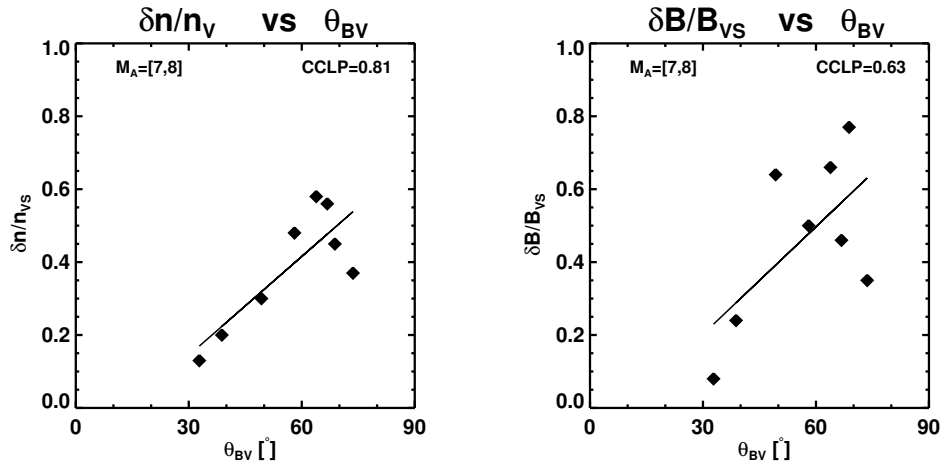 δn/n_V vs θ_BV
M_A=[7,8] CCLP=0.81
1.0
0.8
0.6
0.4
0.2
0.0
δn/n_VS
0 30 60 90
θ_BV [°]
δB/B_VS vs θ_BV
M_A=[7,8] CCLP=0.63
1.0
0.8
0.6
0.4
0.2
0.0
δB/B_VS
0 30 60 90
θ_BV [°]